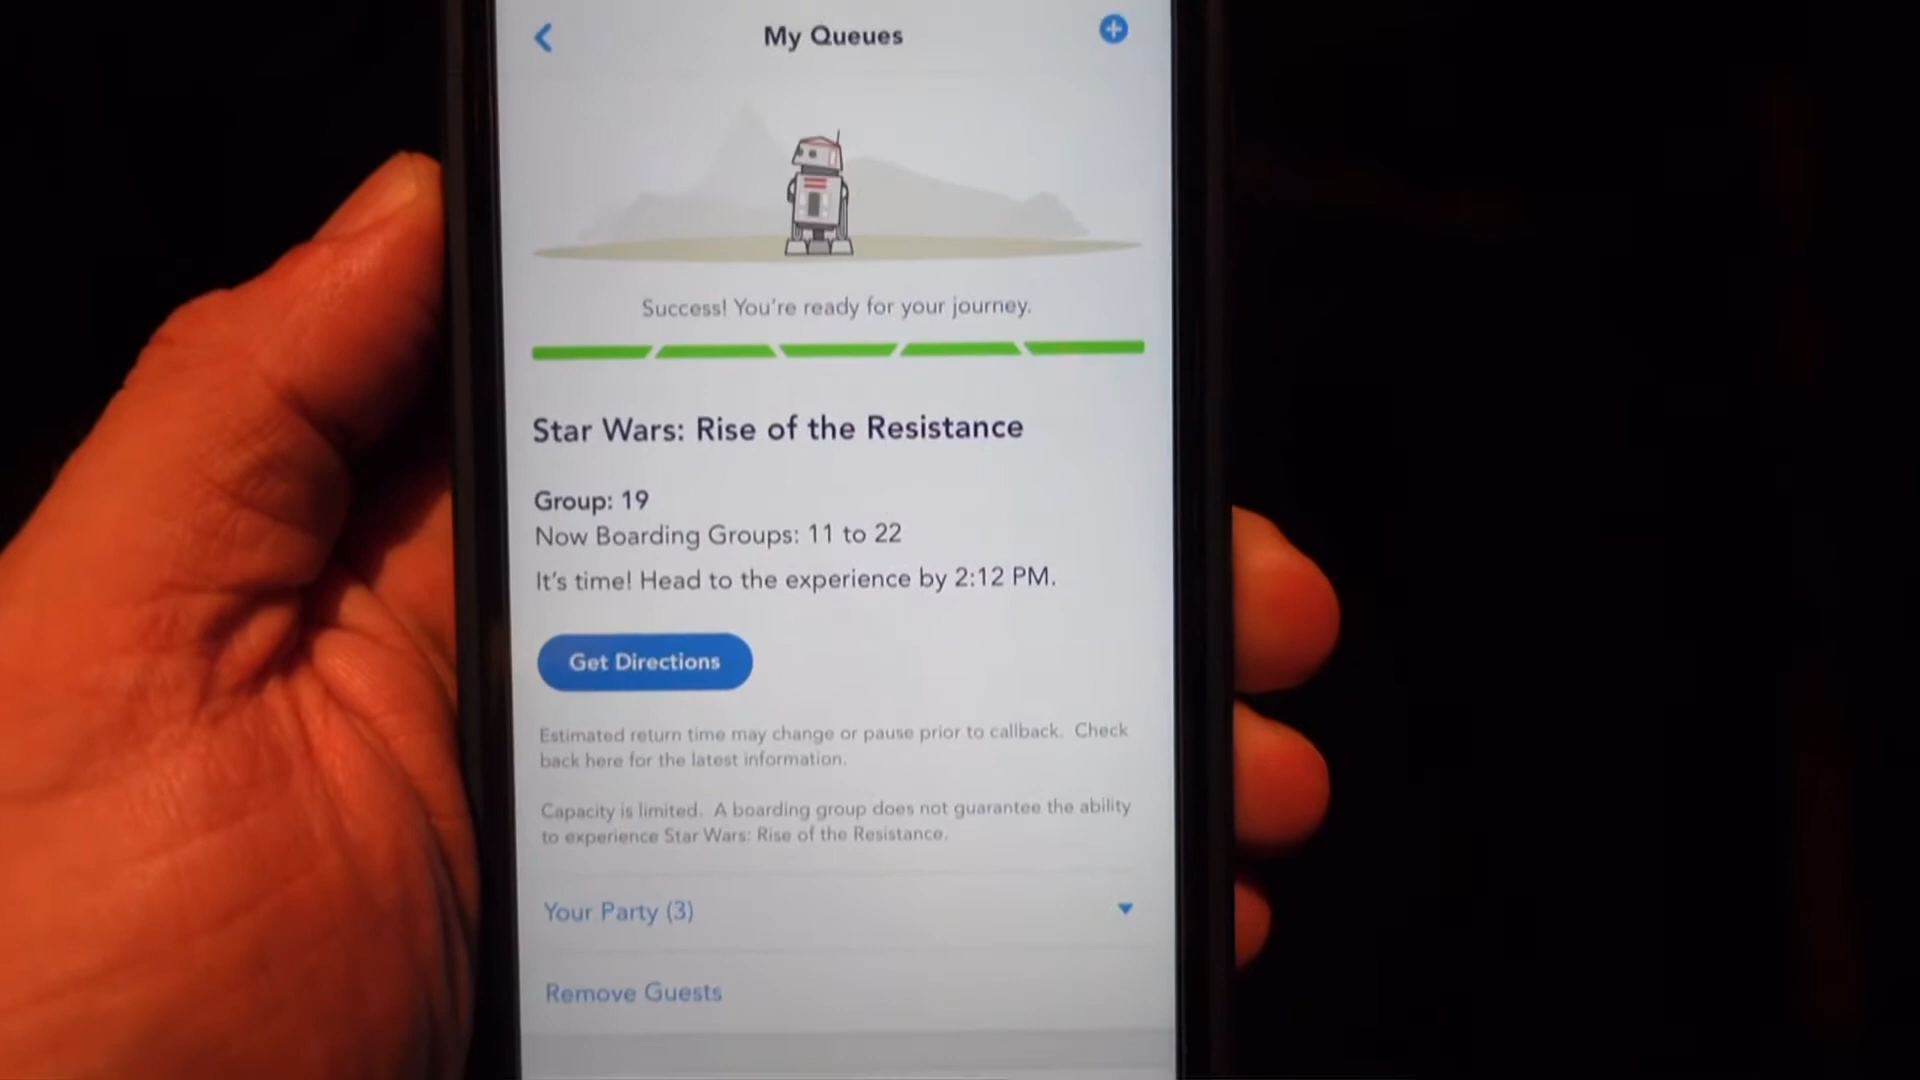 My Queues
Success! You're ready for your journey.
Star Wars: Rise of the Resistance
Group: 19
Now Boarding Groups: 11 to 22
It's time! Head to the experience by 2:12 PM.
Get Directions
Estimated return time may change or pause prior to callback. Check
back here for the latest information.
Capacity is limited. A boarding group does not guarantee the ability
to experience Star Wars: Rise of the Resistance.
Your Party (3)
Remove Guests